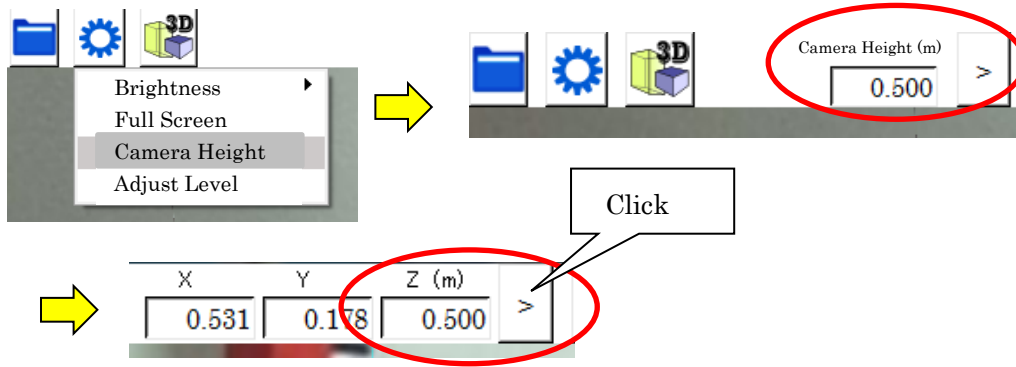 3D
Brightness
Full Screen
Camera Height
Adjust Level
3D
Camera Height (m)
0.500
>
Click
X Y Z (m)
0.531 0.178 0.500 >